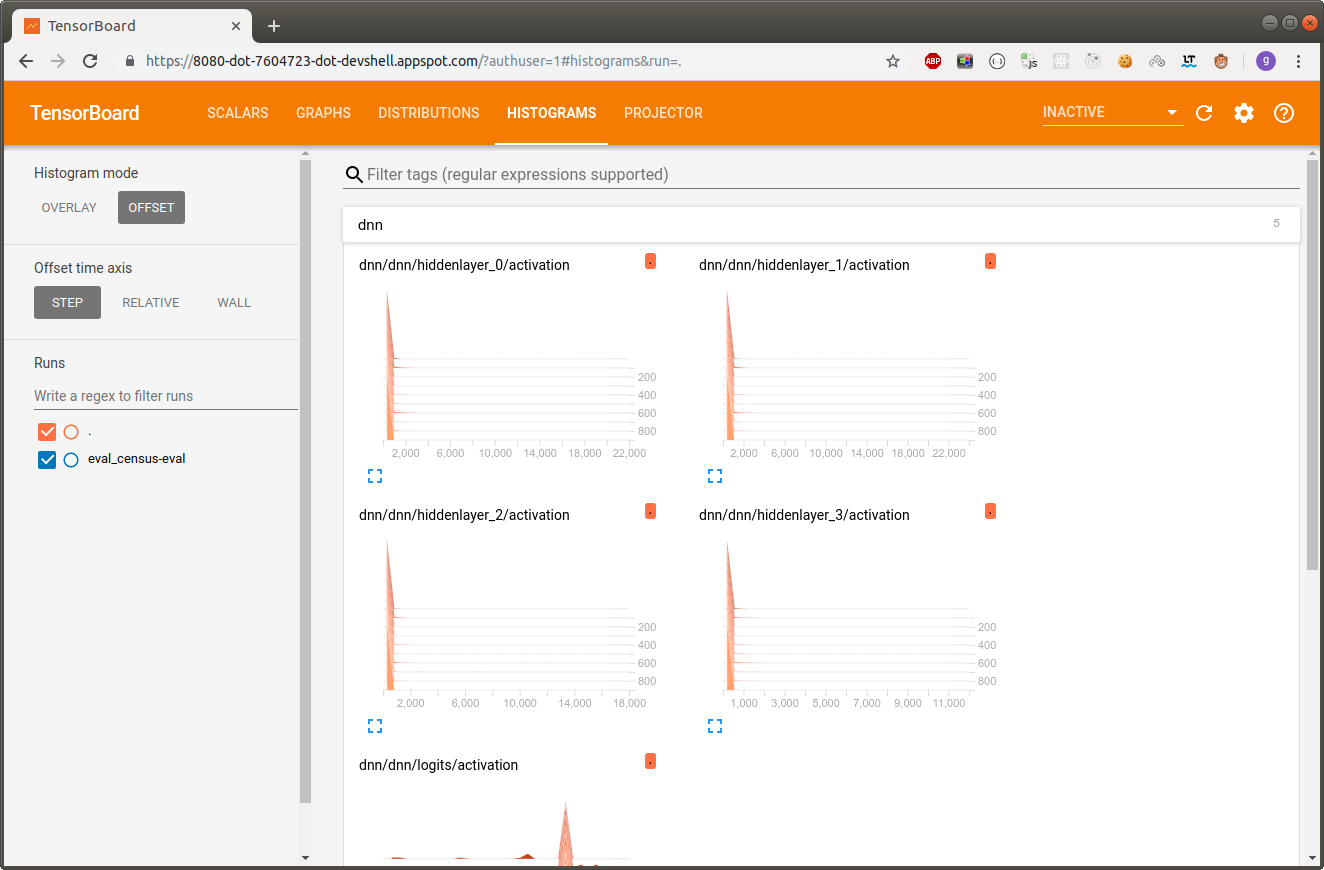 TensorBoard
https://8080-dot-7604723-dot-devshell.appspot.com/?authuser=1#histograms&run=.
ABP
js
LT
g
TensorBoard SCALARS GRAPHS DISTRIBUTIONS HISTOGRAMS PROJECTOR INACTIVE
Histogram mode
OVERLAY OFFSET
Offset time axis
STEP RELATIVE WALL
Runs
Write a regex to filter runs
.
eval_census-eval
Filter tags (regular expressions supported)
dnn 5
dnn/dnn/hiddenlayer_0/activation .
200
400
600
800
2,000 6,000 10,000 14,000 18,000 22,000
dnn/dnn/hiddenlayer_1/activation .
200
400
600
800
2,000 6,000 10,000 14,000 18,000 22,000
dnn/dnn/hiddenlayer_2/activation .
200
400
600
800
2,000 6,000 10,000 14,000 18,000
dnn/dnn/hiddenlayer_3/activation .
200
400
600
800
1,000 3,000 5,000 7,000 9,000 11,000
dnn/dnn/logits/activation .